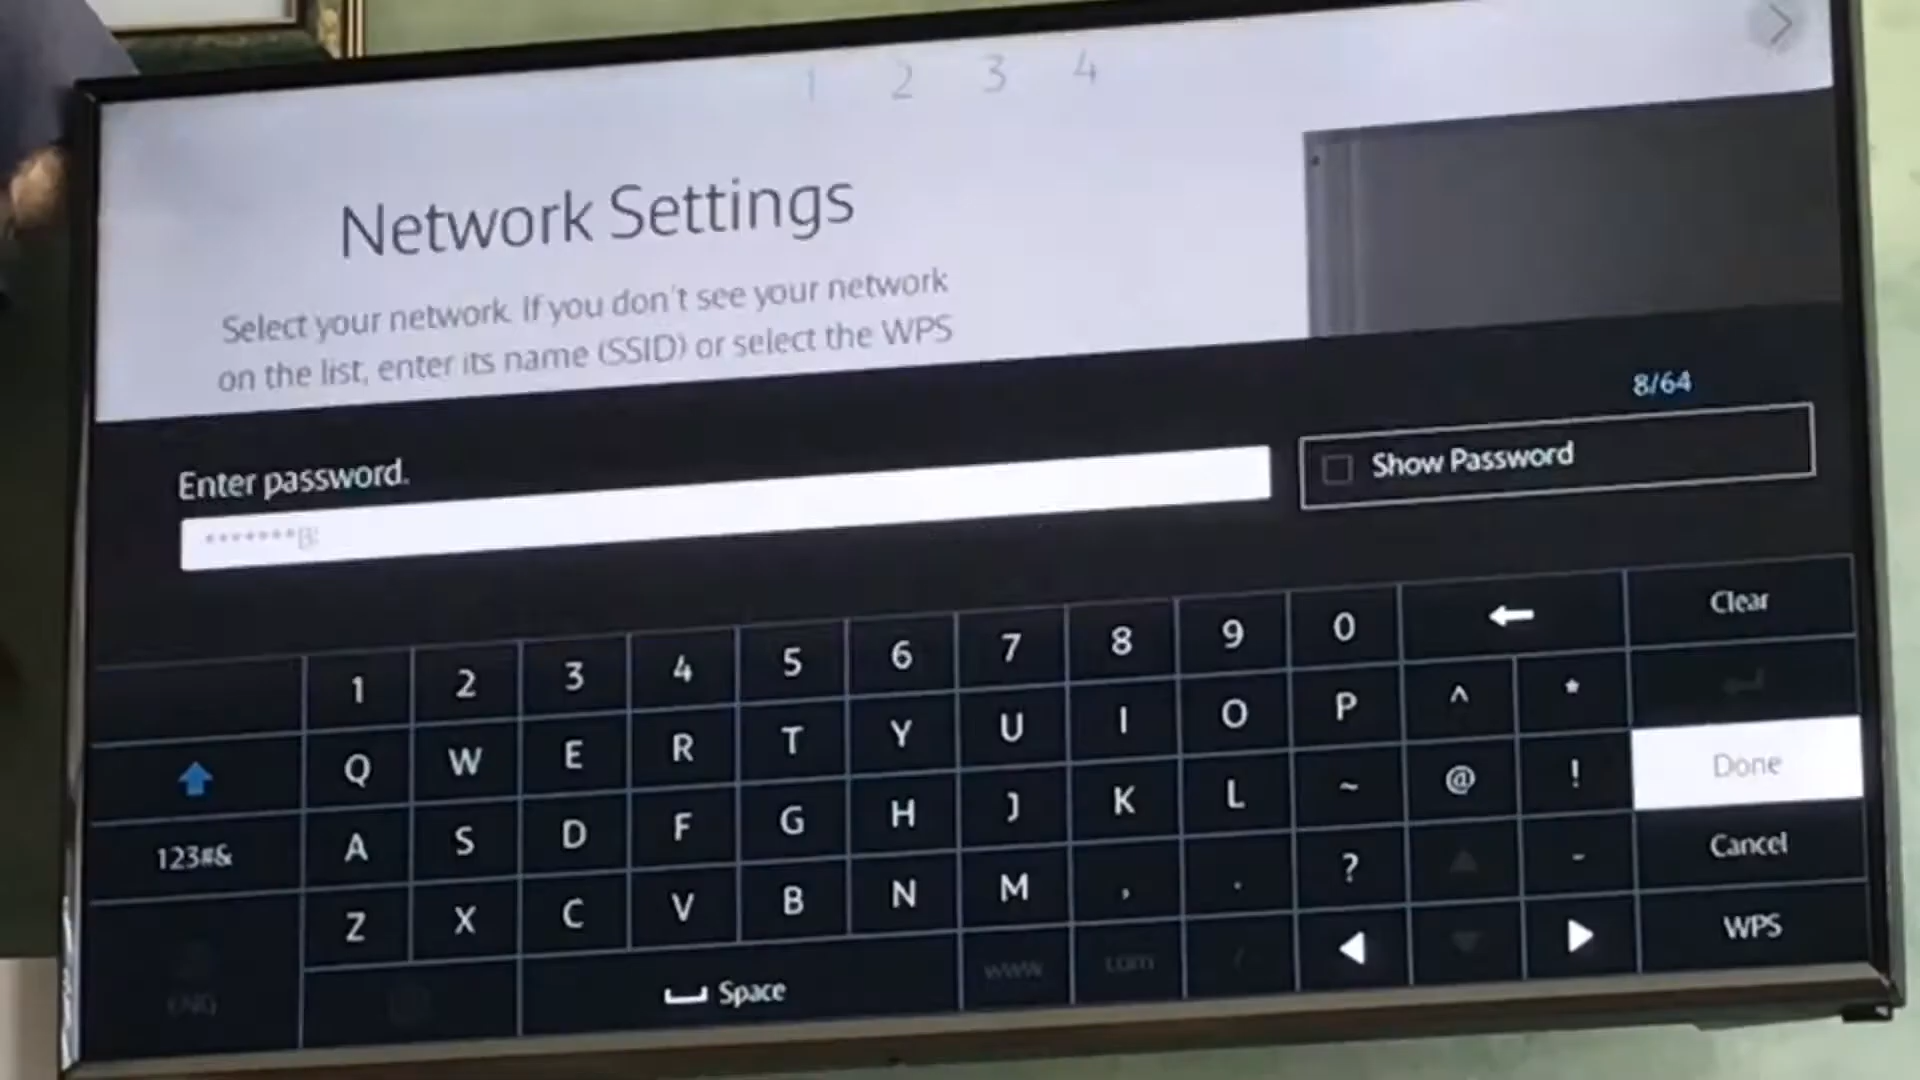 1 2 3 4
Network Settings
Select your network. If you don't see your network
on the list, enter its name (SSID) or select the WPS
8/64
Enter password.
Show Password
*******B
1 2 3 4 5 6 7 8 9 0 Clear
Q W E R T Y U I O P ^ *
A S D F G H J K L ~ @ ! Done
123#&
Z X C V B N M , . ? - Cancel
ENG Space www .com / WPS